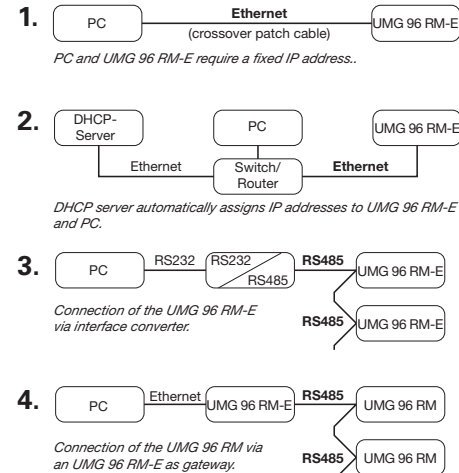 1.
PC
Ethernet
(crossover patch cable)
UMG 96 RM-E
PC and UMG 96 RM-E require a fixed IP address..
2.
DHCP-
Server
PC
UMG 96 RM-E
Ethernet
Switch/
Router
Ethernet
DHCP server automatically assigns IP addresses to UMG 96 RM-E
and PC.
3.
PC
RS232
RS232
RS485
RS485
UMG 96 RM-E
Connection of the UMG 96 RM-E
via interface converter.
RS485
UMG 96 RM-E
4.
PC
Ethernet
UMG 96 RM-E
RS485
UMG 96 RM
Connection of the UMG 96 RM via
an UMG 96 RM-E as gateway.
RS485
UMG 96 RM